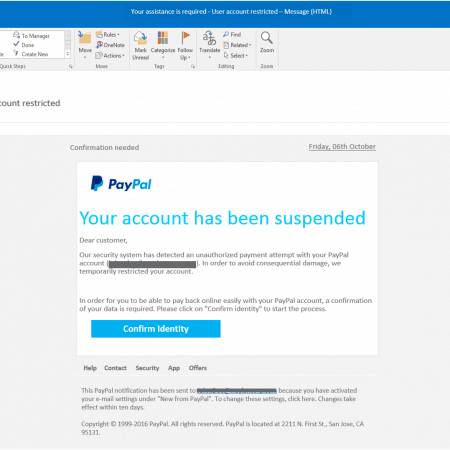 Your assistance is required - User account restricted – Message (HTML)
To Manager
Done
Create New
Quick Steps
Move
Rules
OneNote
Actions
Move
Mark Unread
Categorize
Follow Up
Tags
Translate
Find
Related
Select
Editing
Zoom
Zoom
count restricted
Confirmation needed
Friday, 06th October
PayPal
Your account has been suspended
Dear customer,
Our security system has detected an unauthorized payment attempt with your PayPal
account ( ). In order to avoid consequential damage, we
temporarily restricted your account.
In order for you to be able to pay back online easily with your PayPal account, a confirmation
of your data is required. Please click on "Confirm identity" to start the process.
Confirm Identity
Help Contact Security App Offers
This PayPal notification has been sent to because you have activated
your e-mail settings under "New from PayPal". To change these settings, click here. Changes take
effect within ten days.
Copyright © 1999-2016 PayPal. All rights reserved. PayPal is located at 2211 N. First St., San Jose, CA
95131.